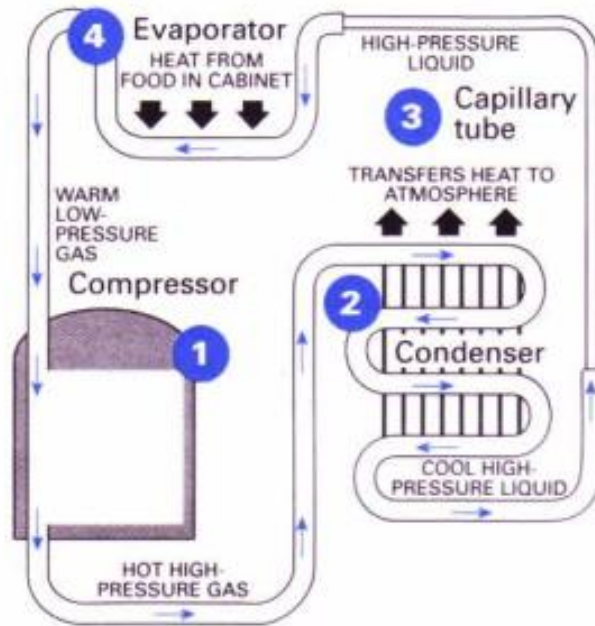 4
Evaporator
HEAT FROM
FOOD IN CABINET
HIGH-PRESSURE
LIQUID
3
Capillary
tube
TRANSFERS HEAT TO
ATMOSPHERE
WARM
LOW-
PRESSURE
GAS
Compressor
1
2
Condenser
COOL HIGH-
PRESSURE LIQUID
HOT HIGH-
PRESSURE GAS